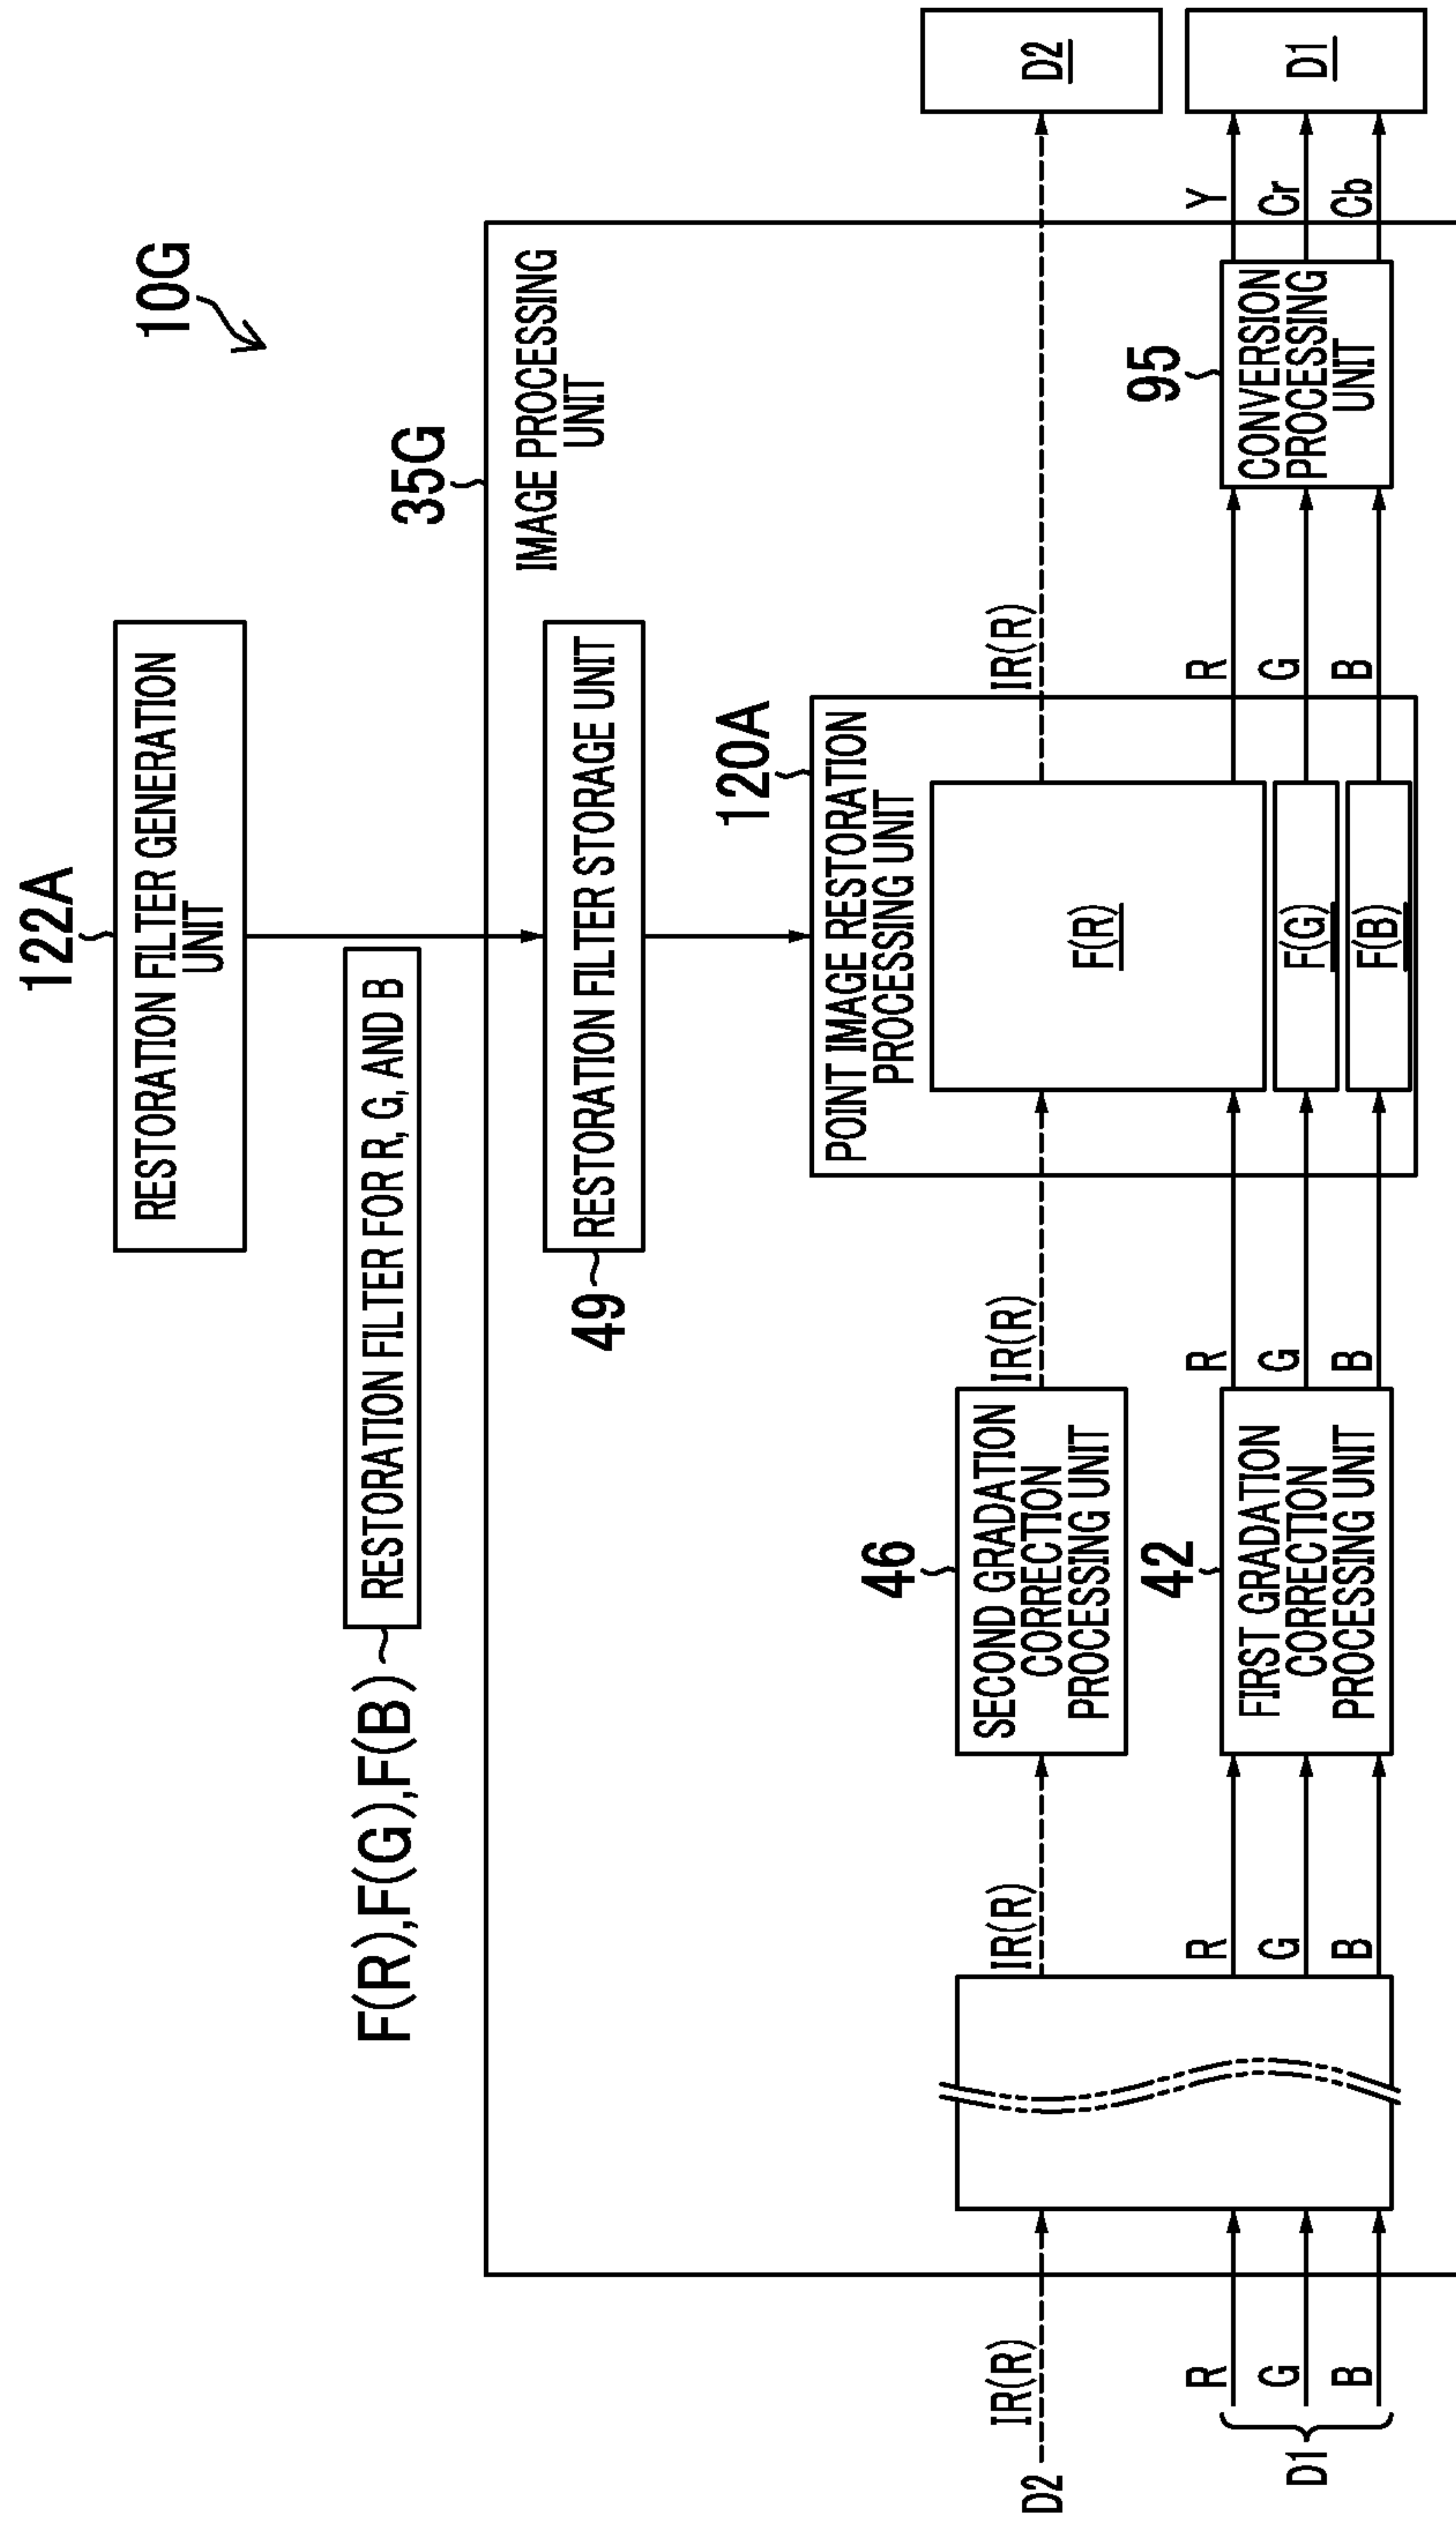 10G
122A
RESTORATION FILTER GENERATION
UNIT
F(R),F(G),F(B)
RESTORATION FILTER FOR R, G, AND B
35G
IMAGE PROCESSING
UNIT
49
RESTORATION FILTER STORAGE UNIT
120A
POINT IMAGE RESTORATION
PROCESSING UNIT
F(R)
F(G)
F(B)
D2
IR(R)
IR(R)
46
SECOND GRADATION
CORRECTION
PROCESSING UNIT
IR(R)
IR(R)
D2
D1
R
G
B
R
G
B
42
FIRST GRADATION
CORRECTION
PROCESSING UNIT
R
G
B
R
G
B
95
CONVERSION
PROCESSING
UNIT
Y
Cr
Cb
D1